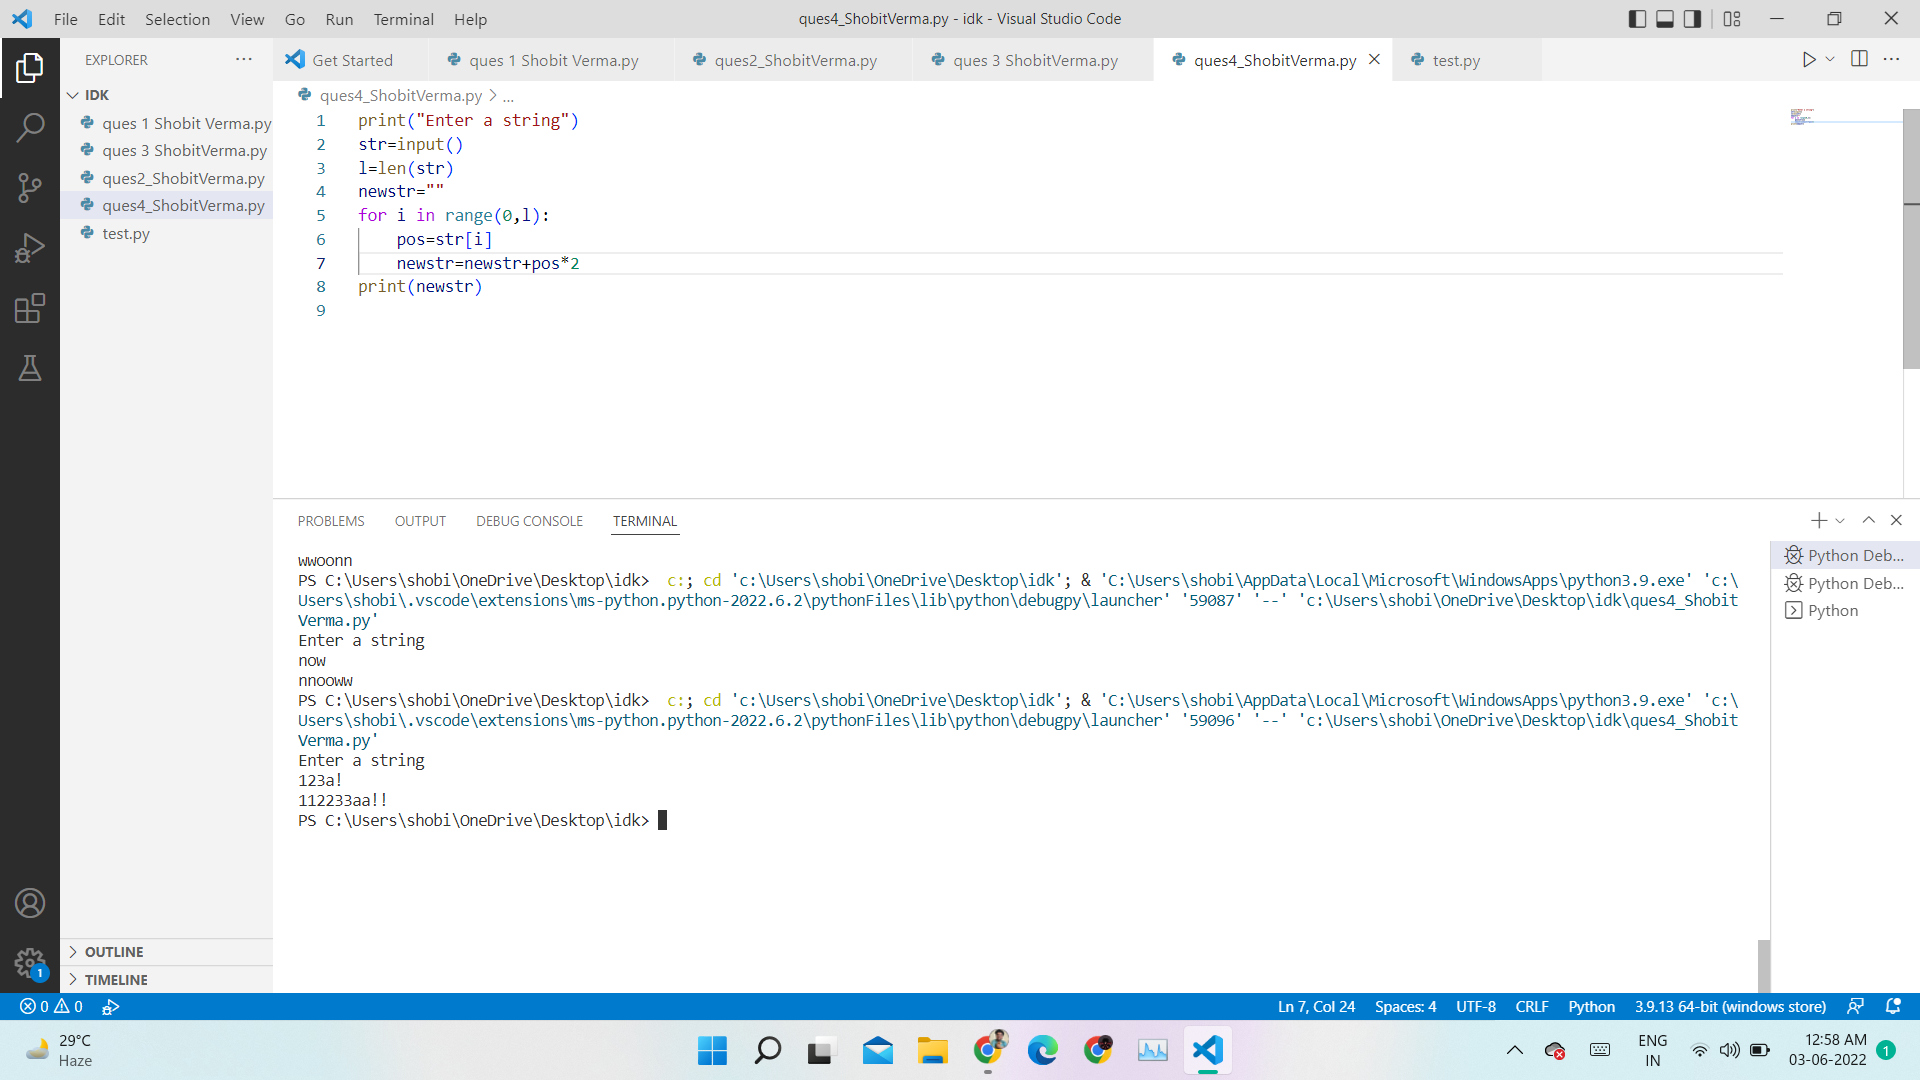 File Edit Selection View Go Run Terminal Help
ques4_ShobitVerma.py - idk - Visual Studio Code
EXPLORER ...
Get Started
ques 1 Shobit Verma.py
ques2_ShobitVerma.py
ques 3 ShobitVerma.py
ques4_ShobitVerma.py
test.py
IDK
ques 1 Shobit Verma.py
ques 3 ShobitVerma.py
ques2_ShobitVerma.py
ques4_ShobitVerma.py
test.py
ques4_ShobitVerma.py > ...
1 print("Enter a string")
2 str=input()
3 l=len(str)
4 newstr=""
5 for i in range(0,l):
6 pos=str[i]
7 newstr=newstr+pos*2
8 print(newstr)
9
PROBLEMS OUTPUT DEBUG CONSOLE TERMINAL
wwoonn
PS C:\Users\shobi\OneDrive\Desktop\idk>  c:; cd 'c:\Users\shobi\OneDrive\Desktop\idk'; & 'C:\Users\shobi\AppData\Local\Microsoft\WindowsApps\python3.9.exe' 'c:\
Users\shobi\.vscode\extensions\ms-python.python-2022.6.2\pythonFiles\lib\python\debugpy\launcher' '59087' '--' 'c:\Users\shobi\OneDrive\Desktop\idk\ques4_Shobit
Verma.py'
Enter a string
now
nnooww
PS C:\Users\shobi\OneDrive\Desktop\idk>  c:; cd 'c:\Users\shobi\OneDrive\Desktop\idk'; & 'C:\Users\shobi\AppData\Local\Microsoft\WindowsApps\python3.9.exe' 'c:\
Users\shobi\.vscode\extensions\ms-python.python-2022.6.2\pythonFiles\lib\python\debugpy\launcher' '59096' '--' 'c:\Users\shobi\OneDrive\Desktop\idk\ques4_Shobit
Verma.py'
Enter a string
123a!
112233aa!!
PS C:\Users\shobi\OneDrive\Desktop\idk>
Python Deb...
Python Deb...
Python
OUTLINE
TIMELINE
1
0 0
Ln 7, Col 24 Spaces: 4 UTF-8 CRLF Python 3.9.13 64-bit (windows store)
29°C
Haze
ENG
IN
12:58 AM
03-06-2022
1